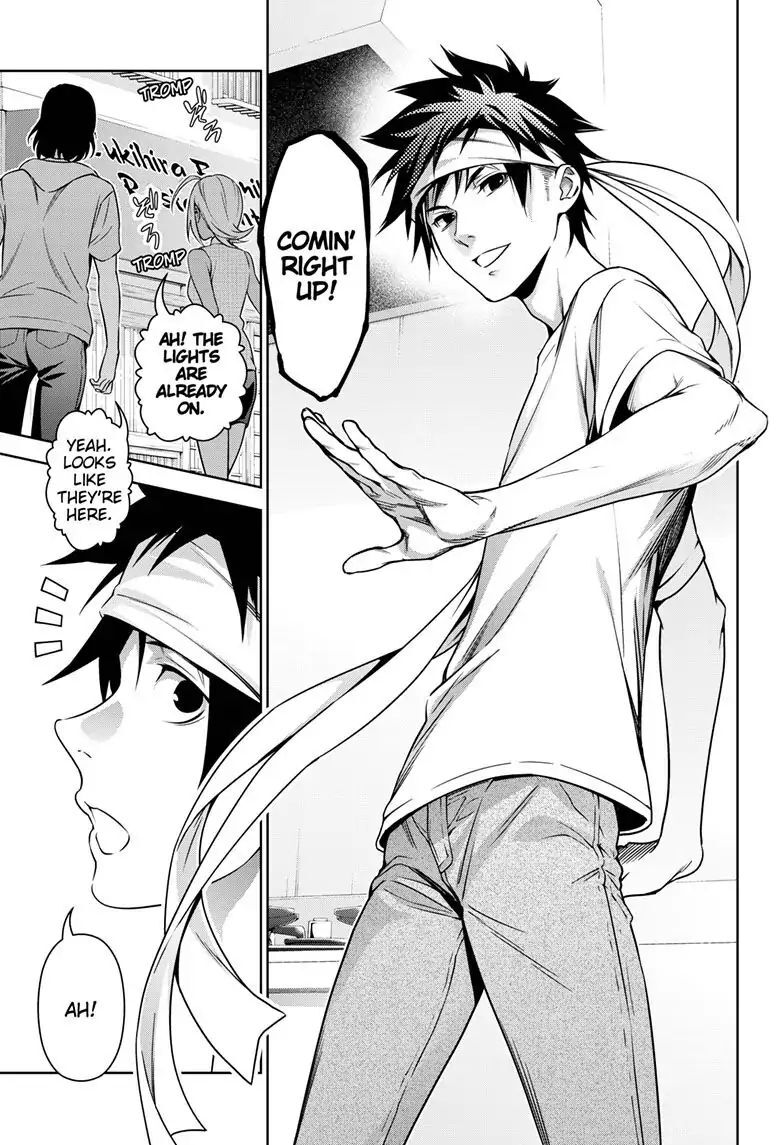 COMIN'
RIGHT
UP!
TROMP
TROMP
AH! THE
LIGHTS
ARE
ALREADY
ON.
YEAH.
LOOKS
LIKE
THEY'RE
HERE.
AH!